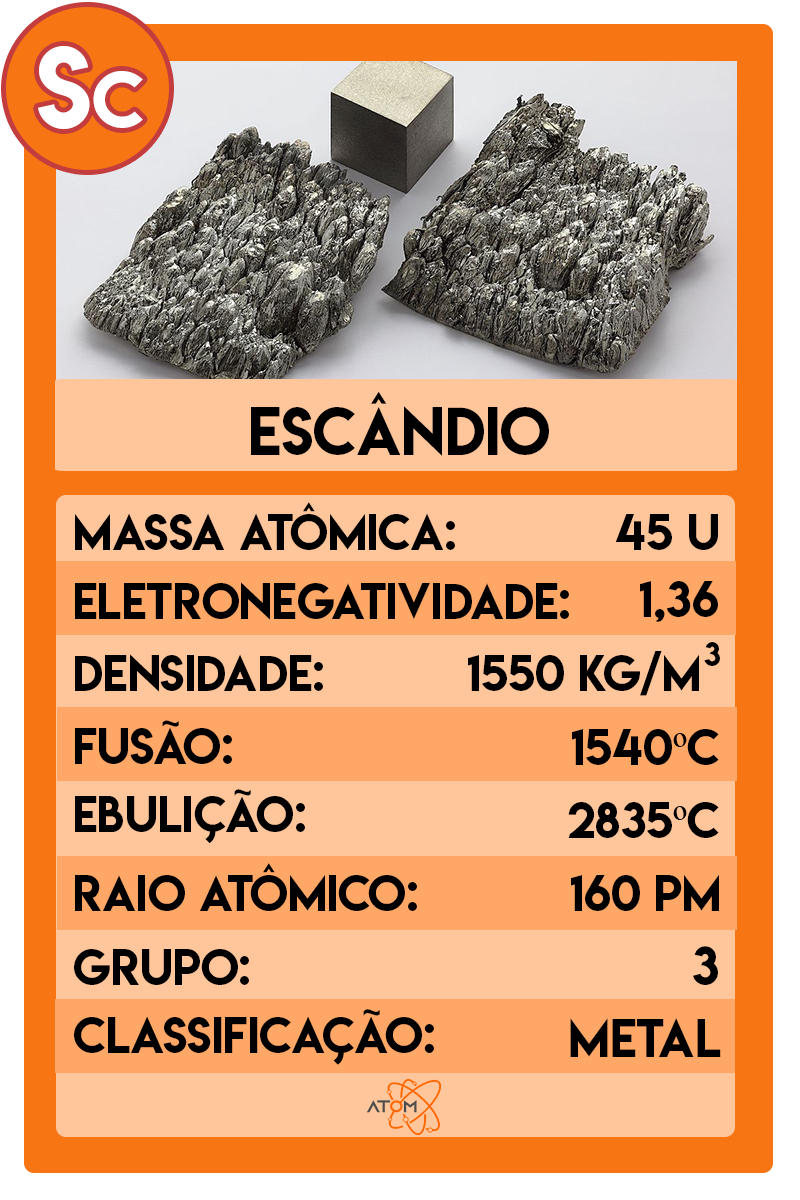 Sc
ESCÂNDIO
MASSA ATÔMICA: 45 U
ELETRONEGATIVIDADE: 1,36
DENSIDADE: 1550 KG/M³
FUSÃO: 1540ºC
EBULIÇÃO: 2835ºC
RAIO ATÔMICO: 160 PM
GRUPO: 3
CLASSIFICAÇÃO: METAL
ATOM